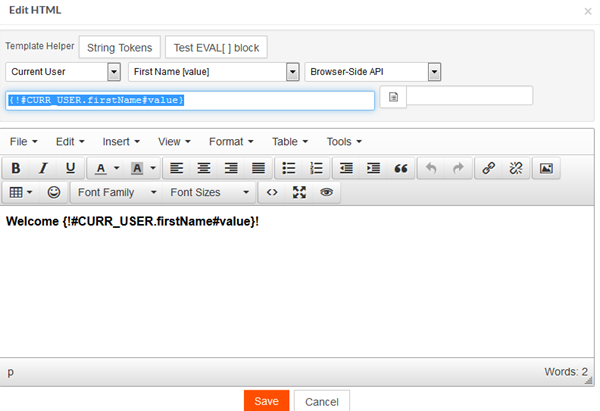 Edit HTML ×
Template Helper String Tokens Test EVAL[ ] block
Current User First Name [value] Browser-Side API
{!#CURR_USER.firstName#value}
File Edit Insert View Format Table Tools
B I U A A
Font Family Font Sizes
Welcome {!#CURR_USER.firstName#value}!
p Words: 2
Save Cancel